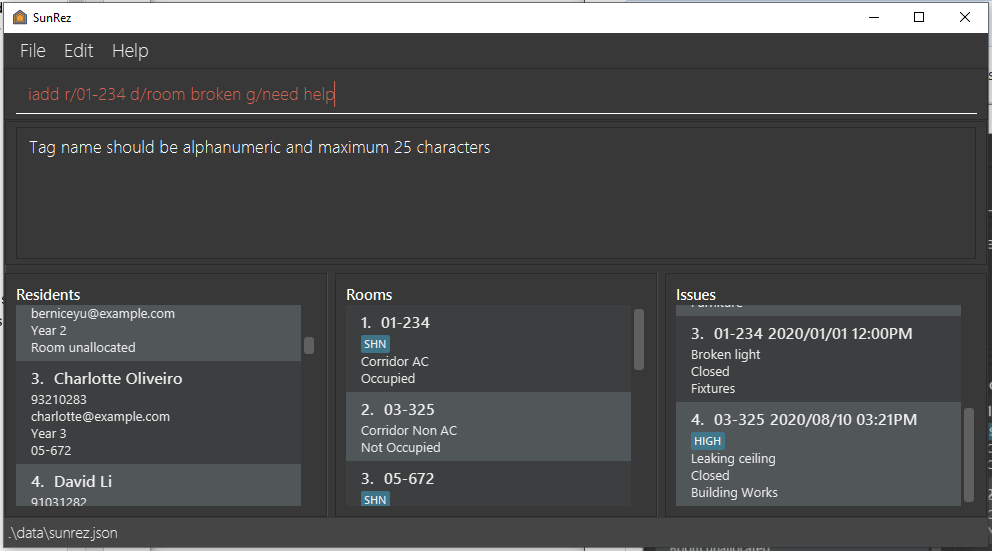 SunRez
File Edit Help
iadd r/01-234 d/room broken g/need help
Tag name should be alphanumeric and maximum 25 characters
Residents
berniceyu@example.com
Year 2
Room unallocated
3. Charlotte Oliveiro
93210283
charlotte@example.com
Year 3
05-672
4. David Li
91031282
Rooms
1. 01-234
SHN
Corridor AC
Occupied
2. 03-325
Corridor Non AC
Not Occupied
3. 05-672
SHN
Issues
Furniture
3. 01-234 2020/01/01 12:00PM
Broken light
Closed
Fixtures
4. 03-325 2020/08/10 03:21PM
HIGH
Leaking ceiling
Closed
Building Works
.\data\sunrez.json
Room unallocated